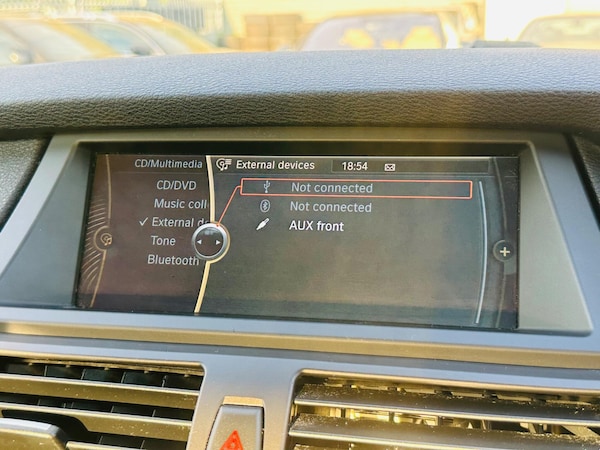 CD/Multimedia
External devices
18:54
CD/DVD
Not connected
Music coll
Not connected
✓ External d
AUX front
Tone
Bluetooth
+